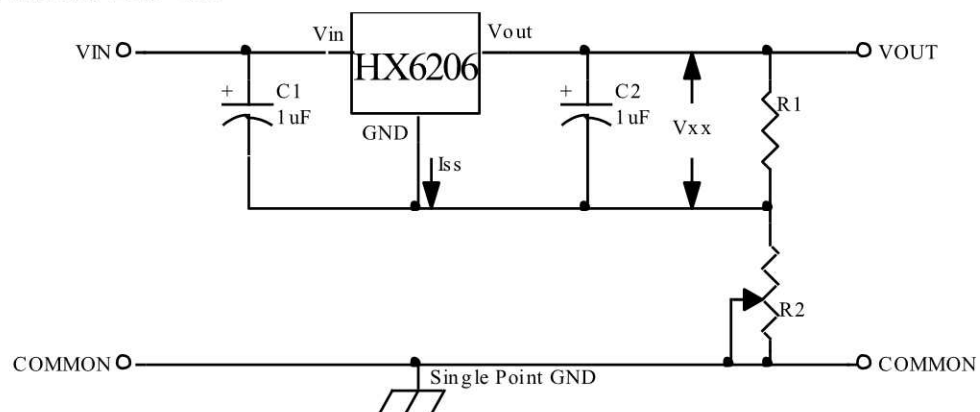 VIN
Vin
HX6206
Vout
VOUT
+
C1
1uF
GND
Iss
+
C2
1uF
Vxx
R1
R2
COMMON
Single Point GND
COMMON